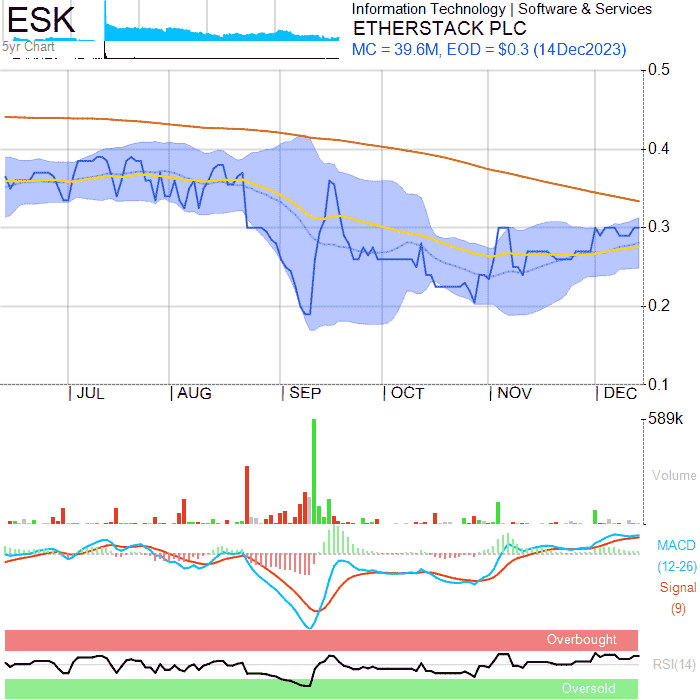 ESK
5yr Chart
Information Technology | Software & Services
ETHERSTACK PLC
MC = 39.6M, EOD = $0.3 (14Dec2023)
0.5
0.4
0.3
0.2
0.1
JUL AUG SEP OCT NOV DEC
589k
Volume
MACD
(12-26)
Signal
(9)
Overbought
RSI(14)
Oversold